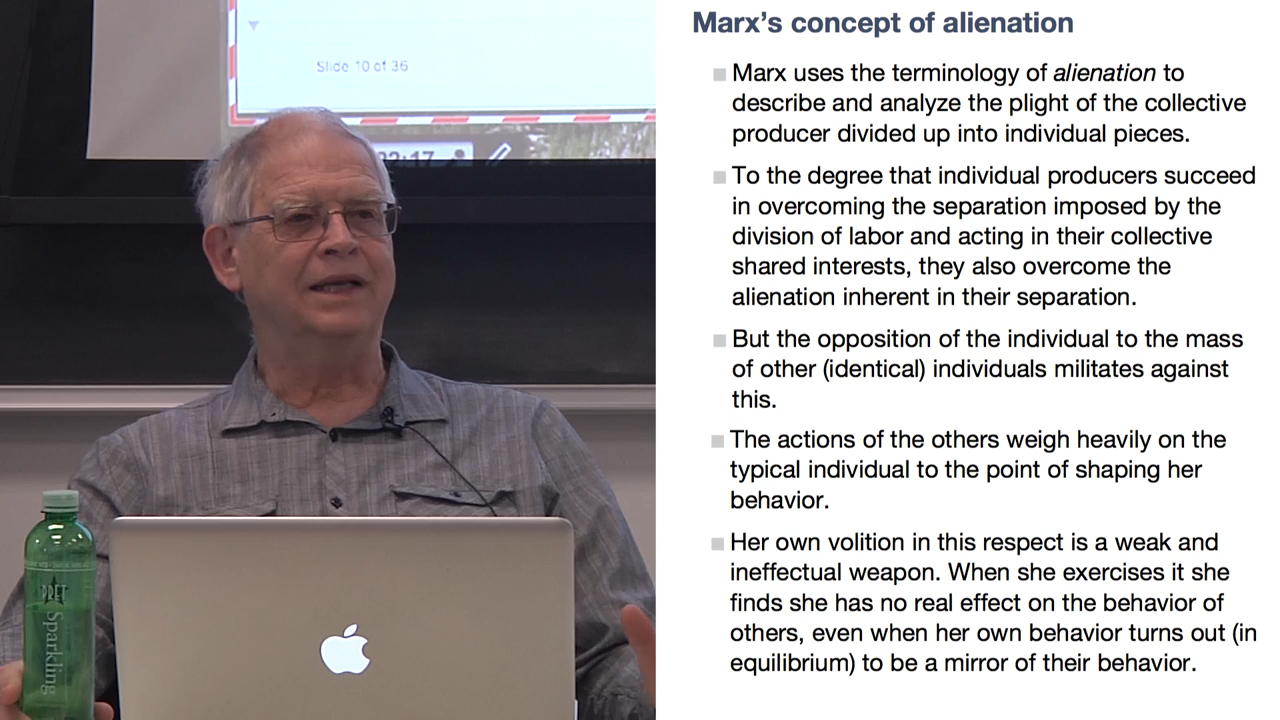 Slide 10 of 36
22:17
PRET
Sparkling
Marx's concept of alienation
Marx uses the terminology of alienation to
describe and analyze the plight of the collective
producer divided up into individual pieces.
To the degree that individual producers succeed
in overcoming the separation imposed by the
division of labor and acting in their collective
shared interests, they also overcome the
alienation inherent in their separation.
But the opposition of the individual to the mass
of other (identical) individuals militates against
this.
The actions of the others weigh heavily on the
typical individual to the point of shaping her
behavior.
Her own volition in this respect is a weak and
ineffectual weapon. When she exercises it she
finds she has no real effect on the behavior of
others, even when her own behavior turns out (in
equilibrium) to be a mirror of their behavior.